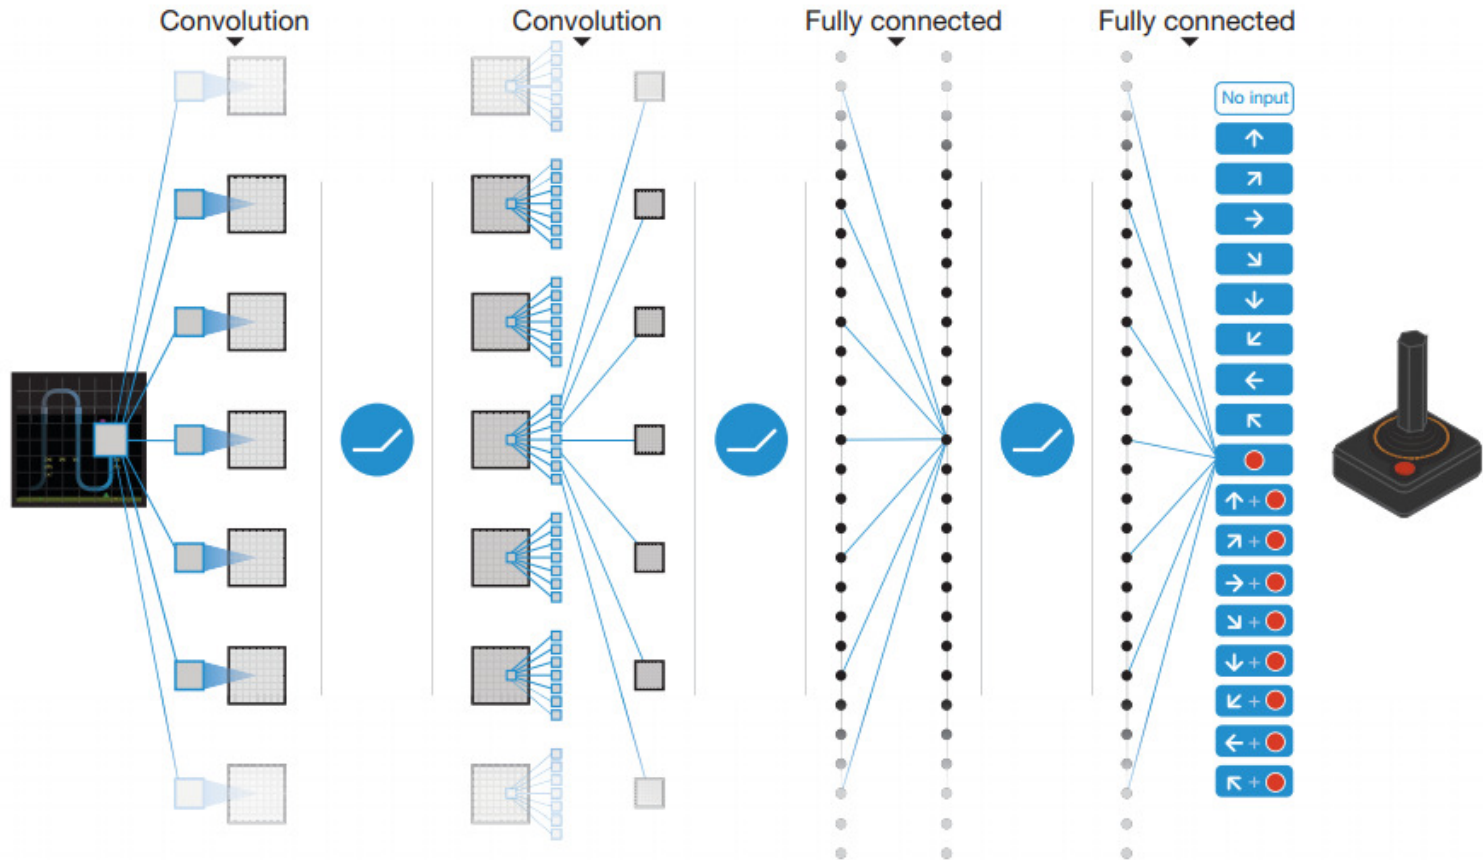 Convolution
Convolution
Fully connected
Fully connected
No input
+
+
+
+
+
+
+
+